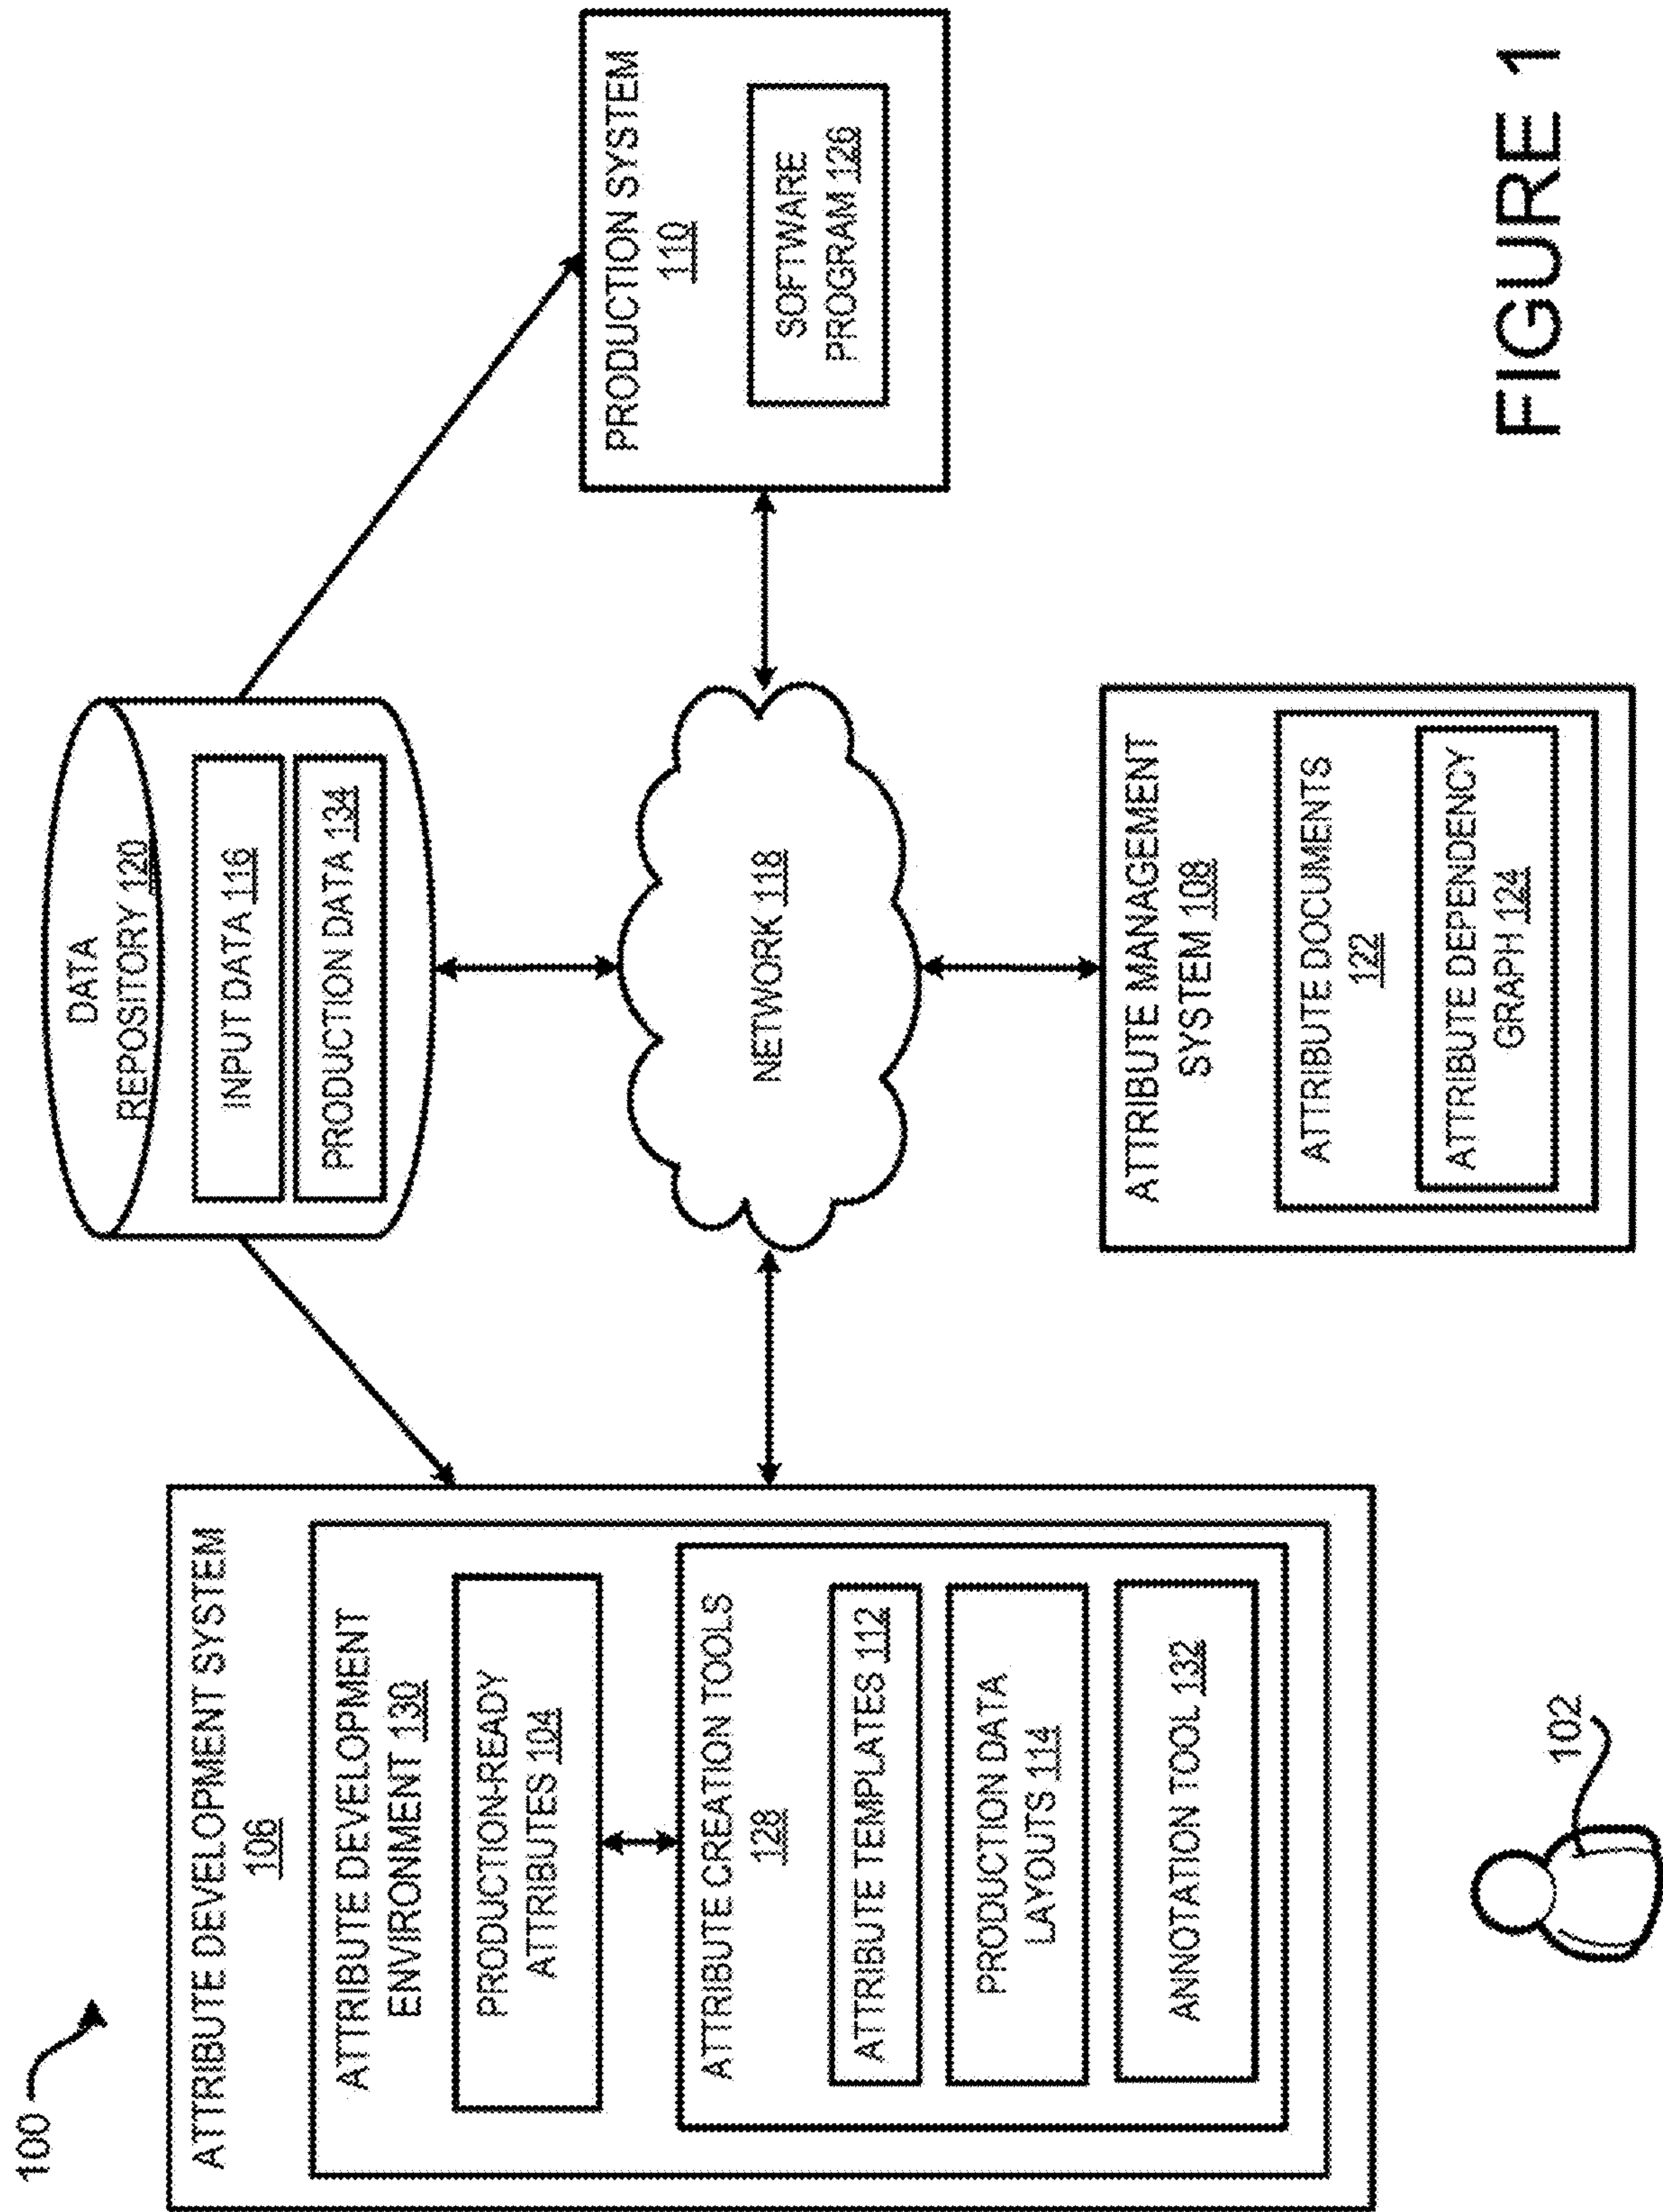 100
ATTRIBUTE DEVELOPMENT SYSTEM
106
ATTRIBUTE DEVELOPMENT
ENVIRONMENT 130
PRODUCTION-READY
ATTRIBUTES 104
ATTRIBUTE CREATION TOOLS
128
ATTRIBUTE TEMPLATES 112
PRODUCTION DATA
LAYOUTS 114
ANNOTATION TOOL 132
102
DATA
REPOSITORY 120
INPUT DATA 116
PRODUCTION DATA 134
NETWORK 118
ATTRIBUTE MANAGEMENT
SYSTEM 108
ATTRIBUTE DOCUMENTS
122
ATTRIBUTE DEPENDENCY
GRAPH 124
PRODUCTION SYSTEM
110
SOFTWARE
PROGRAM 126
FIGURE 1